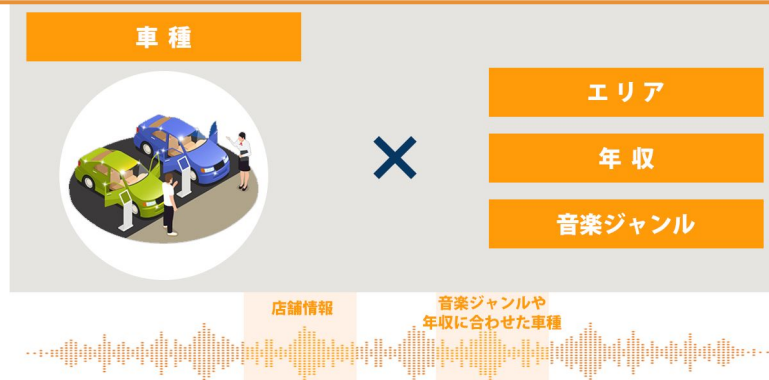 車種
エリア
年収
音楽ジャンル
店舗情報
音楽ジャンルや
年収に合わせた車種